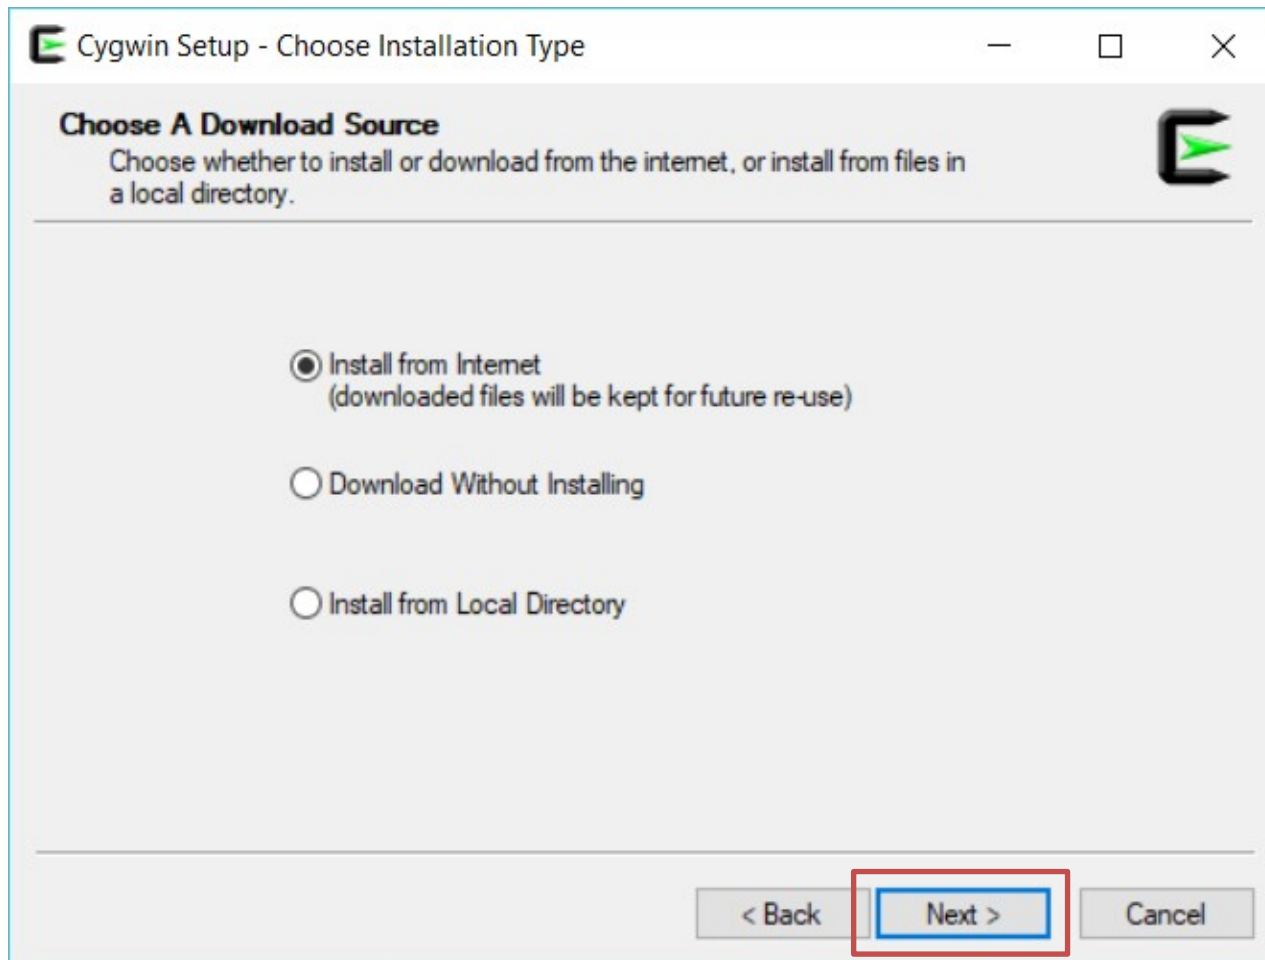 Cygwin Setup - Choose Installation Type
Choose A Download Source
Choose whether to install or download from the internet, or install from files in
a local directory.
Install from Internet
(downloaded files will be kept for future re-use)
Download Without Installing
Install from Local Directory
< Back
Next >
Cancel